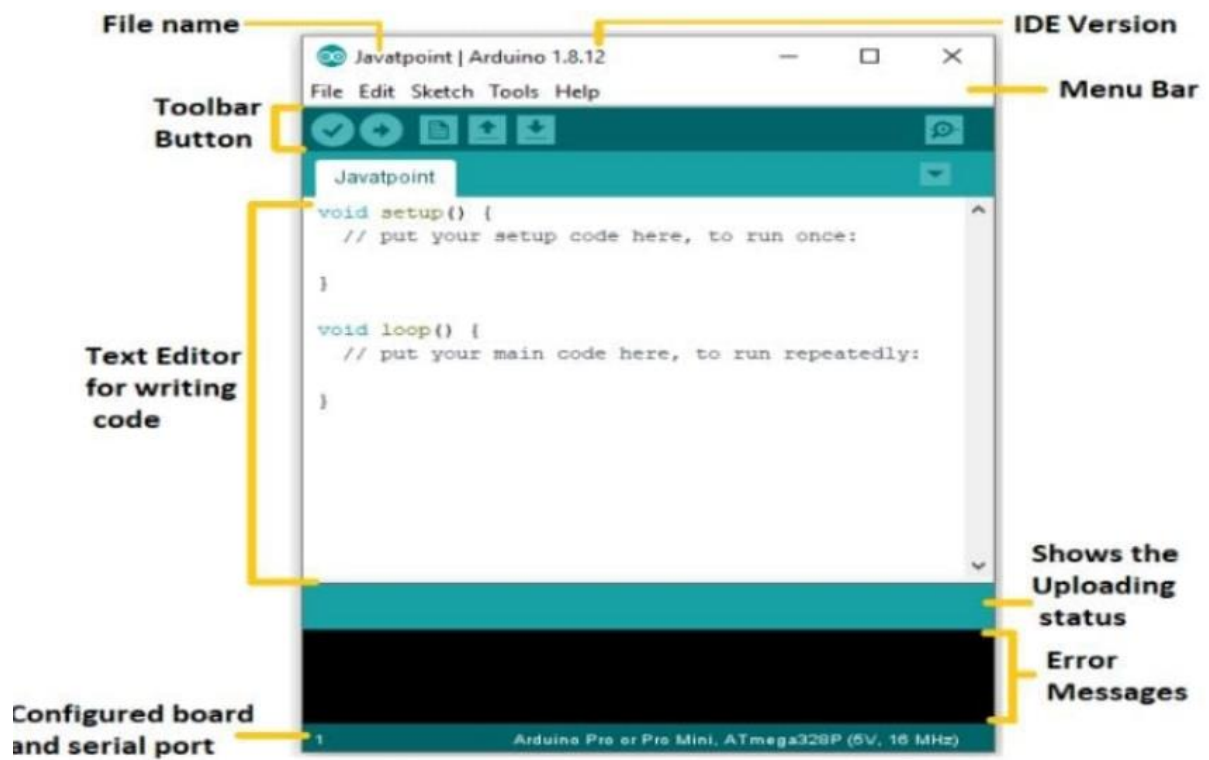 File name
IDE Version
Javatpoint | Arduino 1.8.12
File Edit Sketch Tools Help
Menu Bar
Toolbar
Button
Javatpoint
void setup() {
// put your setup code here, to run once:
}
void loop() {
// put your main code here, to run repeatedly:
}
Text Editor
for writing
code
Shows the
Uploading
status
Error
Messages
Configured board
and serial port
1
Arduino Pro or Pro Mini, ATmega328P (5V, 16 MHz)